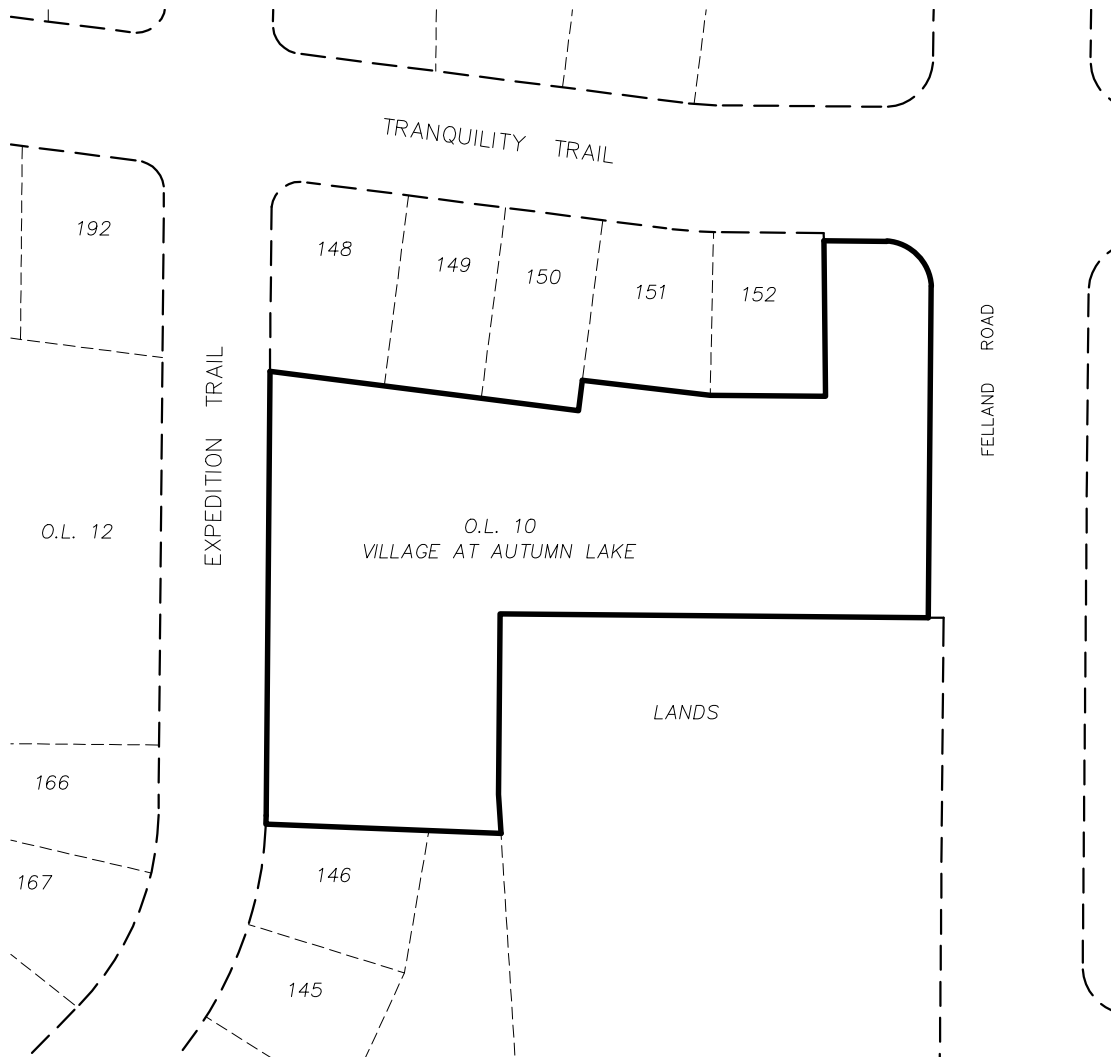 TRANQUILITY TRAIL
192
148
149
150
151
152
EXPEDITION TRAIL
FELLAND ROAD
O.L. 12
O.L. 10
VILLAGE AT AUTUMN LAKE
LANDS
166
167
146
145